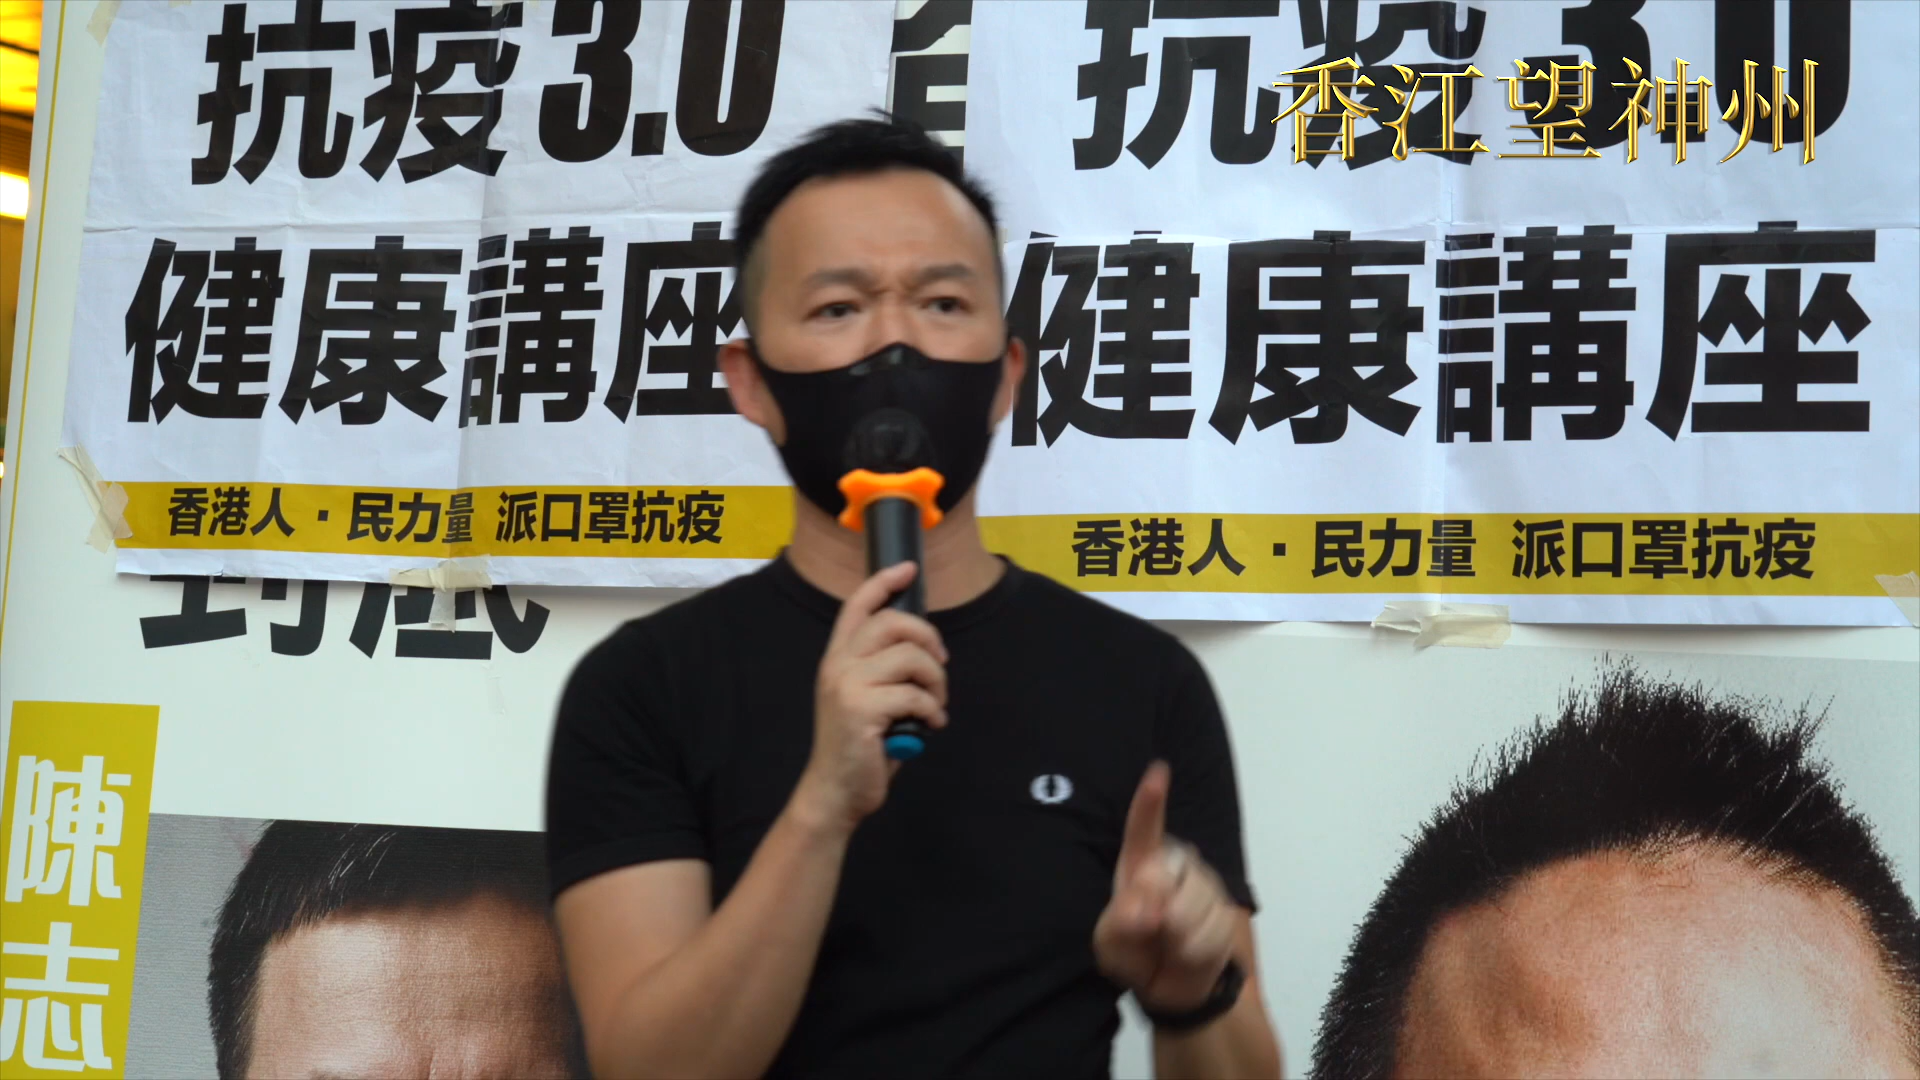 抗疫3.0
健康講座
香港人·民力量 派口罩抗疫
抗疫3.0
健康講座
香港人·民力量 派口罩抗疫
香江望神州
陳志